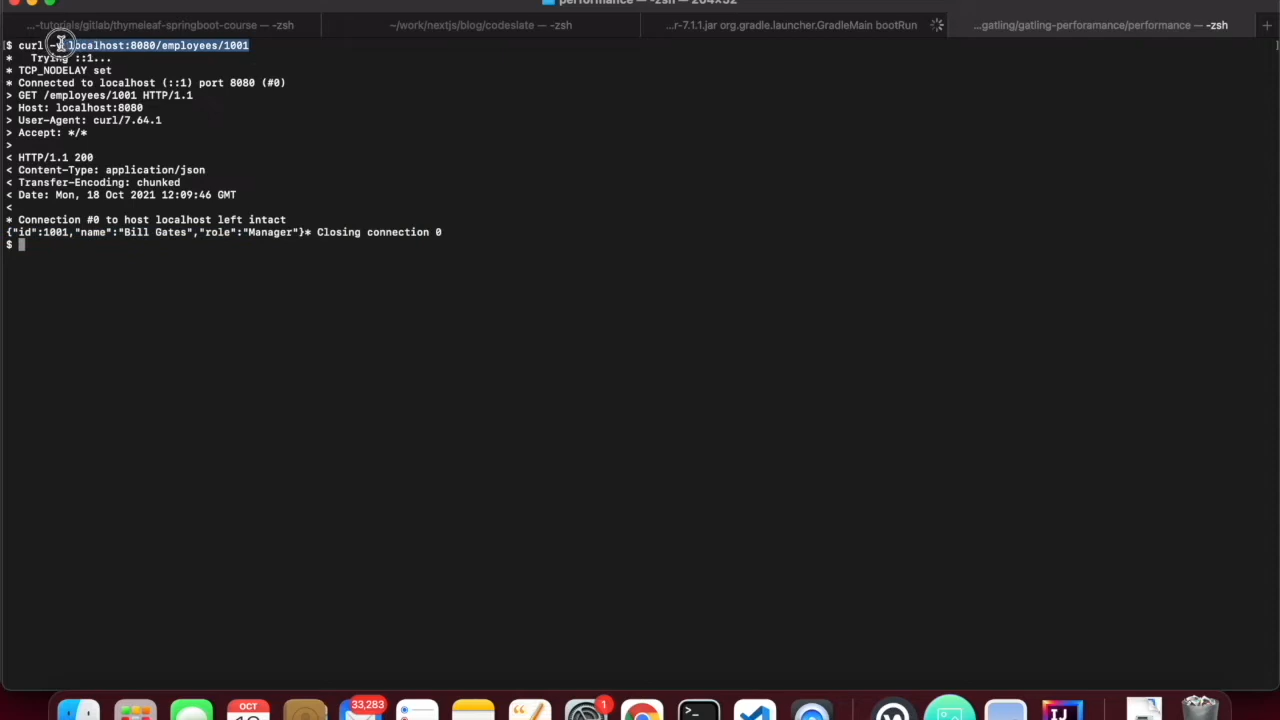 performance — -zsh — 204×52
...-tutorials/gitlab/thymeleaf-springboot-course — -zsh
~/work/nextjs/blog/codeslate — -zsh
...r-7.1.1.jar org.gradle.launcher.GradleMain bootRun
...gatling/gatling-perforamance/performance — -zsh
$ curl -v localhost:8080/employees/1001
*   Trying ::1...
* TCP_NODELAY set
* Connected to localhost (::1) port 8080 (#0)
> GET /employees/1001 HTTP/1.1
> Host: localhost:8080
> User-Agent: curl/7.64.1
> Accept: */*
>
< HTTP/1.1 200
< Content-Type: application/json
< Transfer-Encoding: chunked
< Date: Mon, 18 Oct 2021 12:09:46 GMT
<
* Connection #0 to host localhost left intact
{"id":1001,"name":"Bill Gates","role":"Manager"}* Closing connection 0
$
OCT
33,283
1